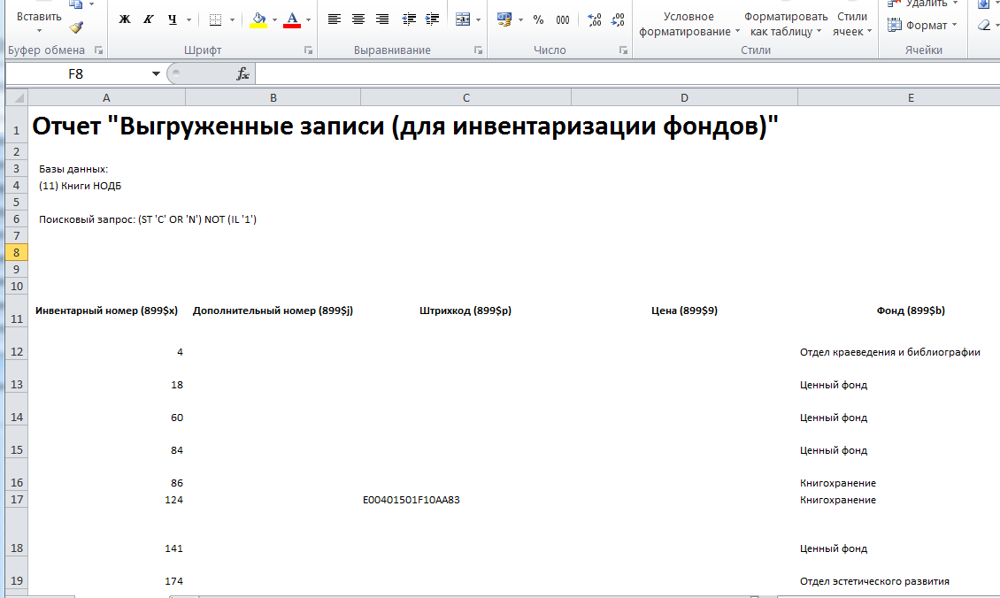 Вставить
Удалить
Ж К Ч А % 000
Условное форматирование
Форматировать как таблицу
Стили ячеек
Формат
Буфер обмена
Шрифт
Выравнивание
Число
Стили
Ячейки
F8 fx
A B C D E
1 Отчет "Выгруженные записи (для инвентаризации фондов)"
2
3 Базы данных:
4 (11) Книги НОДБ
5
6 Поисковый запрос: (ST 'C' OR 'N') NOT (IL '1')
7
8
9
10
11 Инвентарный номер (899$x) Дополнительный номер (899$j) Штрихкод (899$p) Цена (899$9) Фонд (899$b)
12 4 Отдел краеведения и библиографии
13 18 Ценный фонд
14 60 Ценный фонд
15 84 Ценный фонд
16 86 Книгохранение
17 124 E00401501F10AA83 Книгохранение
18 141 Ценный фонд
19 174 Отдел эстетического развития